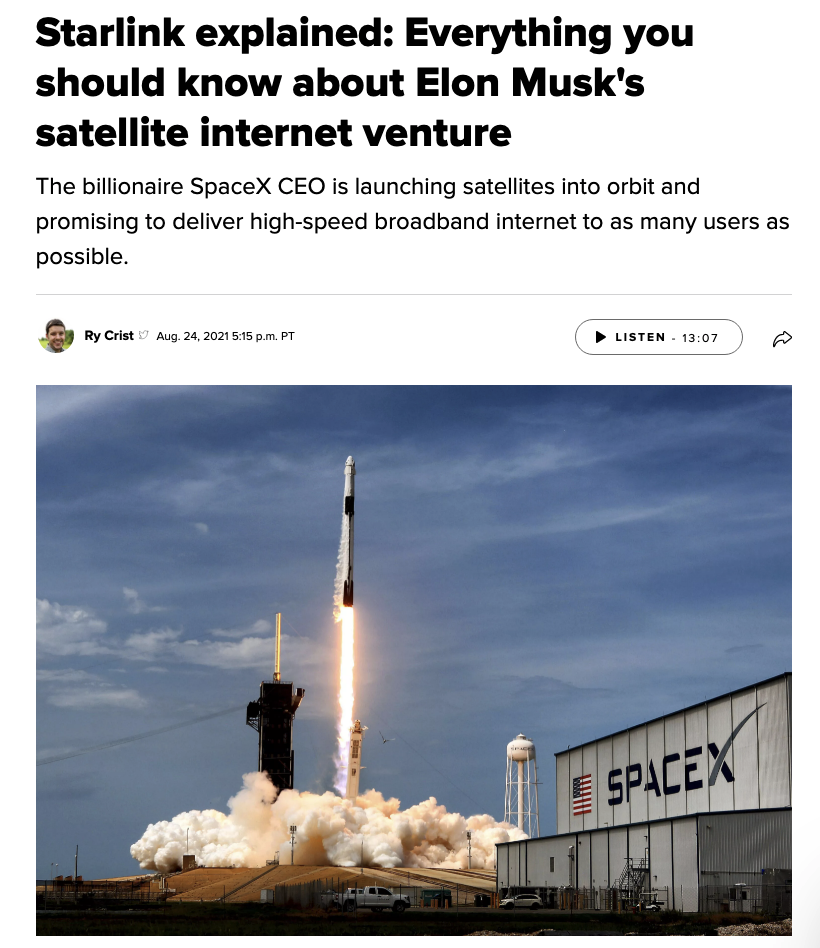 Starlink explained: Everything you
should know about Elon Musk's
satellite internet venture
The billionaire SpaceX CEO is launching satellites into orbit and
promising to deliver high-speed broadband internet to as many users as
possible.
Ry Crist Aug. 24, 2021 5:15 p.m. PT
LISTEN - 13:07
SPACEX
SPACEX